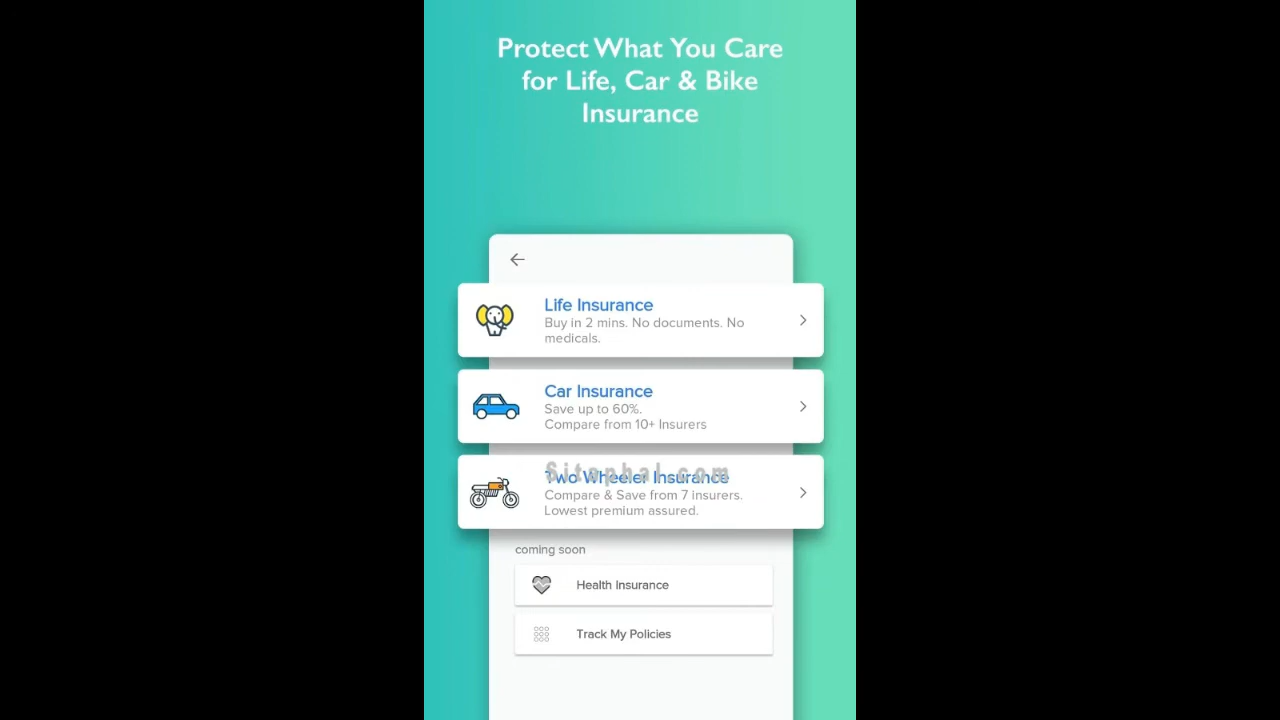 Protect What You Care
for Life, Car & Bike
Insurance
Life Insurance
Buy in 2 mins. No documents. No
medicals.
Car Insurance
Save up to 60%.
Compare from 10+ Insurers
Sitephal.com
Two Wheeler Insurance
Compare & Save from 7 insurers.
Lowest premium assured.
coming soon
Health Insurance
Track My Policies